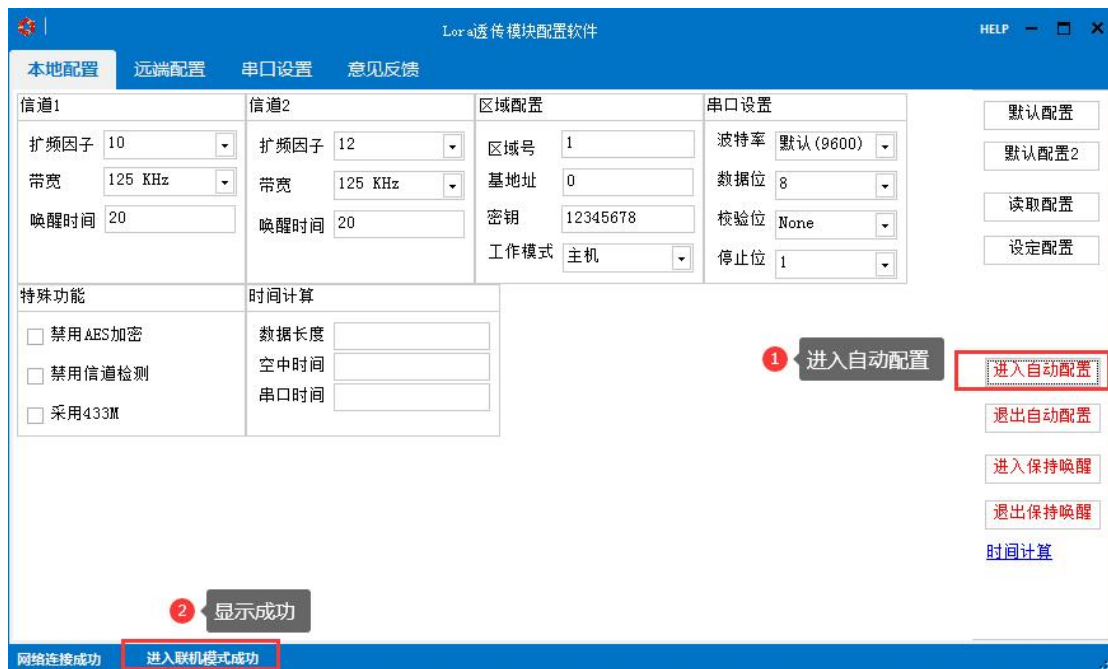 Lora透传模块配置软件
HELP
本地配置 远端配置 串口设置 意见反馈
信道1
扩频因子 10
带宽 125 KHz
唤醒时间 20
信道2
扩频因子 12
带宽 125 KHz
唤醒时间 20
区域配置
区域号 1
基地址 0
密钥 12345678
工作模式 主机
串口设置
波特率 默认(9600)
数据位 8
校验位 None
停止位 1
默认配置
默认配置2
读取配置
设定配置
特殊功能
禁用AES加密
禁用信道检测
采用433M
时间计算
数据长度
空中时间
串口时间
1 进入自动配置
进入自动配置
退出自动配置
进入保持唤醒
退出保持唤醒
时间计算
2 显示成功
网络连接成功 进入联机模式成功